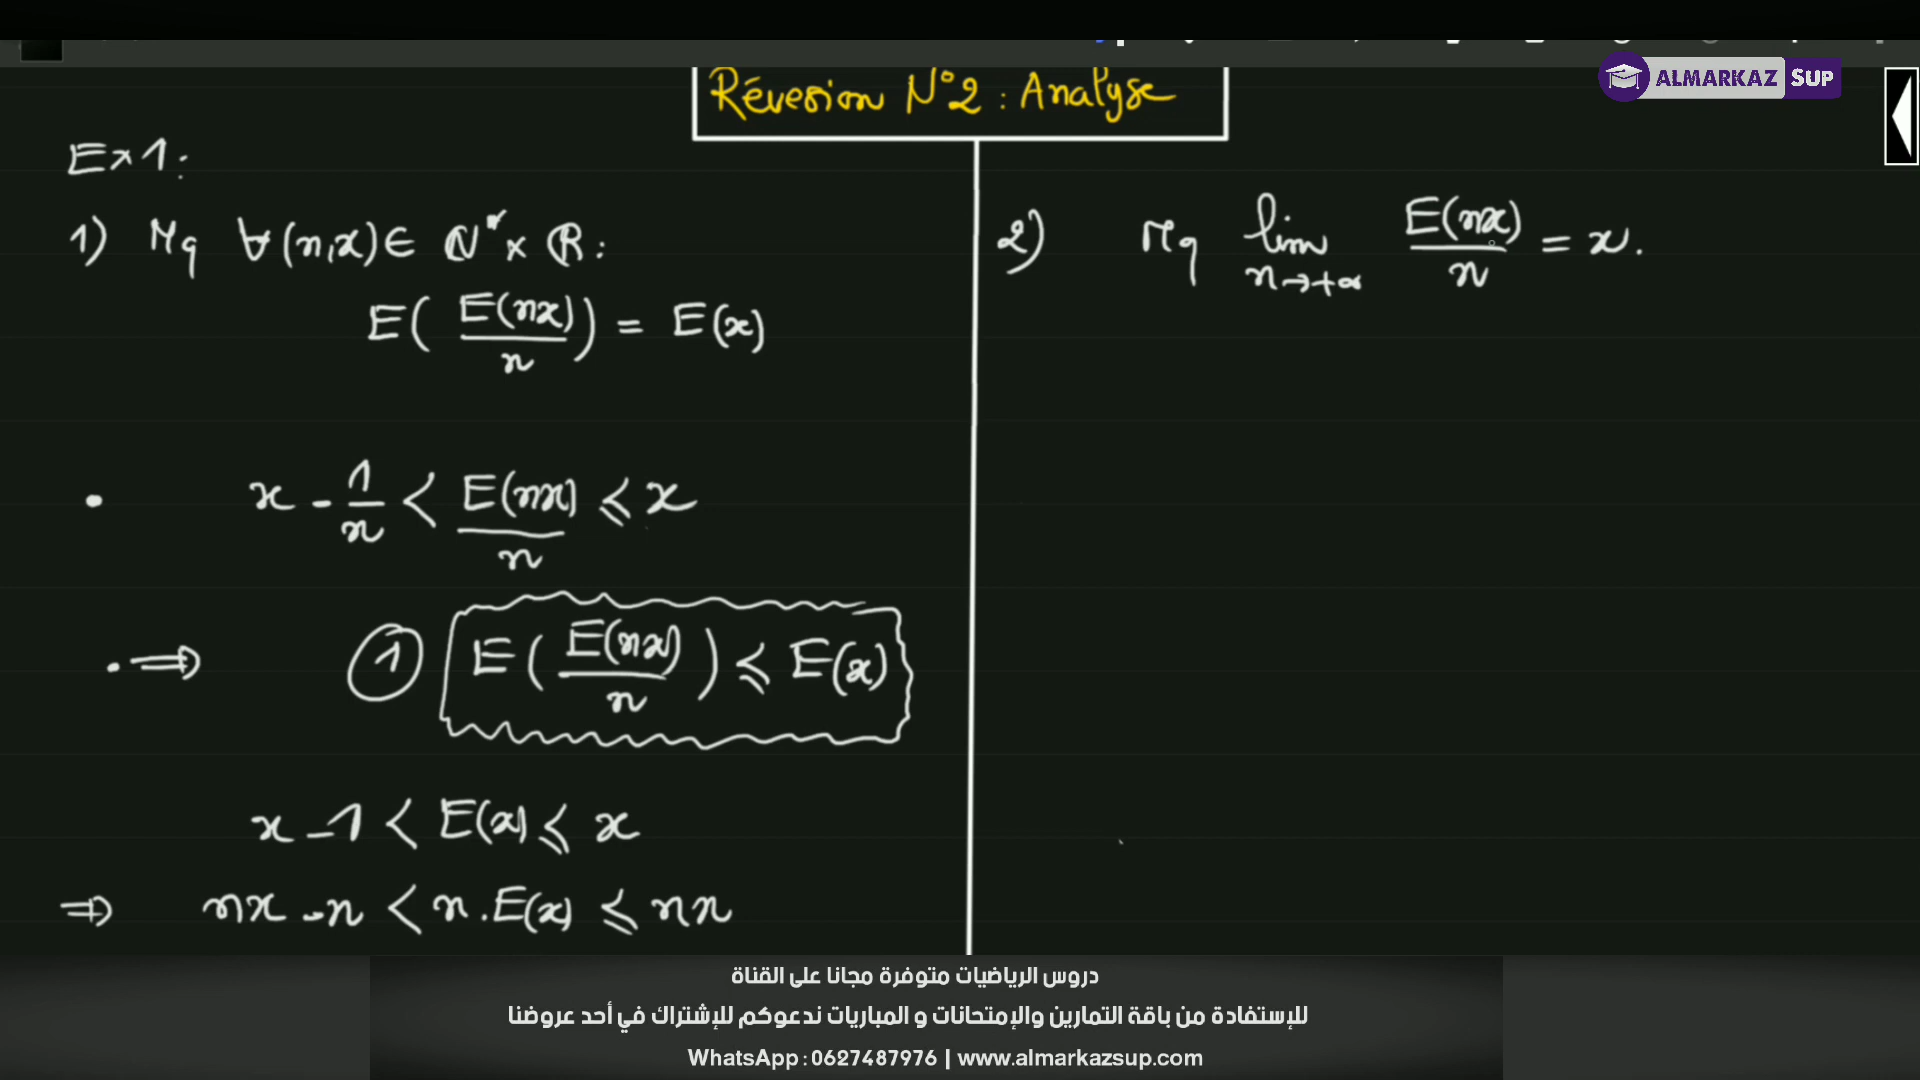 Révesion N°2 : Analyse
ALMARKAZ SUP
Ex1:
1) Mq ∀(n,x)∈ ℕ* × ℝ :
E( E(nx)/n ) = E(x)
• x - 1/n < E(nx)/n ⩽ x
• ⇒ ① E( E(nx)/n ) ⩽ E(x)
x - 1 < E(x) ⩽ x
⇒ nx - n < n.E(x) ⩽ nx
2) Mq lim n→+∞ E(nx)/n = x.
دروس الرياضيات متوفرة مجانا على القناة
للإستفادة من باقة التمارين والإمتحانات و المباريات ندعوكم للإشتراك في أحد عروضنا
WhatsApp : 0627487976 | www.almarkazsup.com